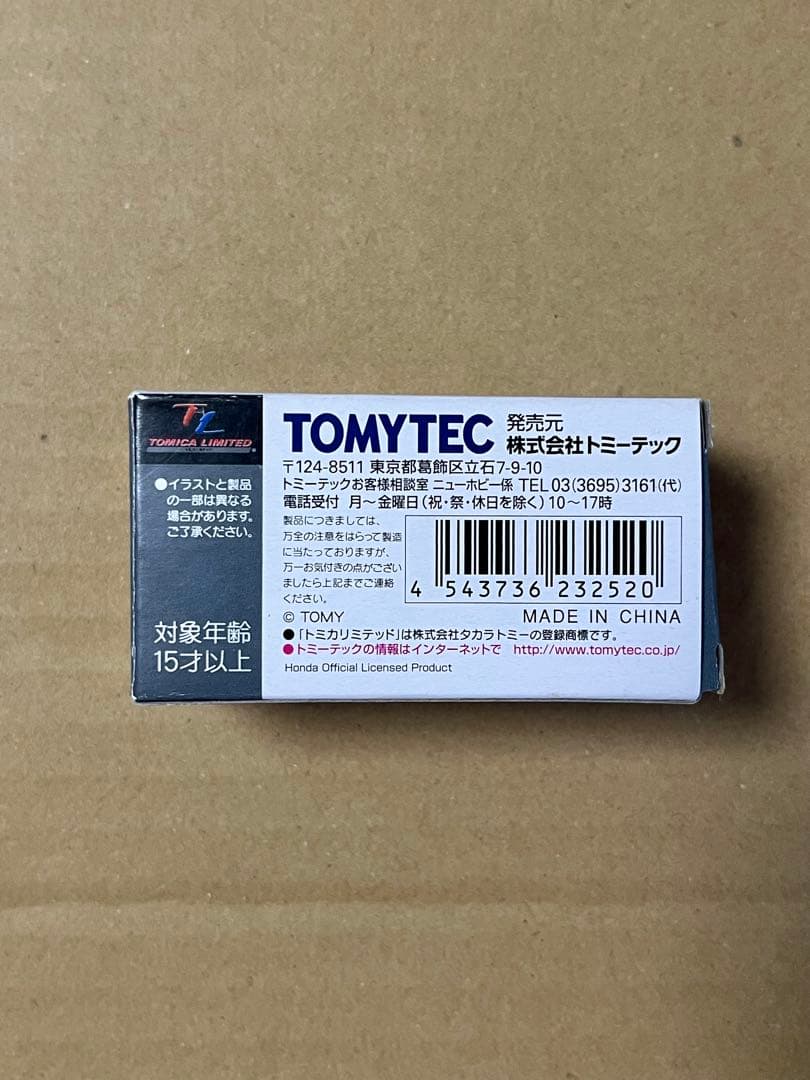 TL
TOMICA LIMITED
●イラストと製品
の一部は異なる
場合があります。
ご了承ください。
対象年齢
15才以上
TOMYTEC 発売元
株式会社トミーテック
〒124-8511 東京都葛飾区立石7-9-10
トミーテックお客様相談室 ニューホビー係 TEL 03(3695)3161(代)
電話受付 月～金曜日(祝・祭・休日を除く)10～17時
製品につきましては、
万全の注意をはらって製造
に当たっておりますが、
万一お気付きの点がござい
ましたら上記までご連絡
ください。
4 543736 232520
© TOMY MADE IN CHINA
●「トミカリミテッド」は株式会社タカラトミーの登録商標です。
●トミーテックの情報はインターネットで http://www.tomytec.co.jp/
Honda Official Licensed Product